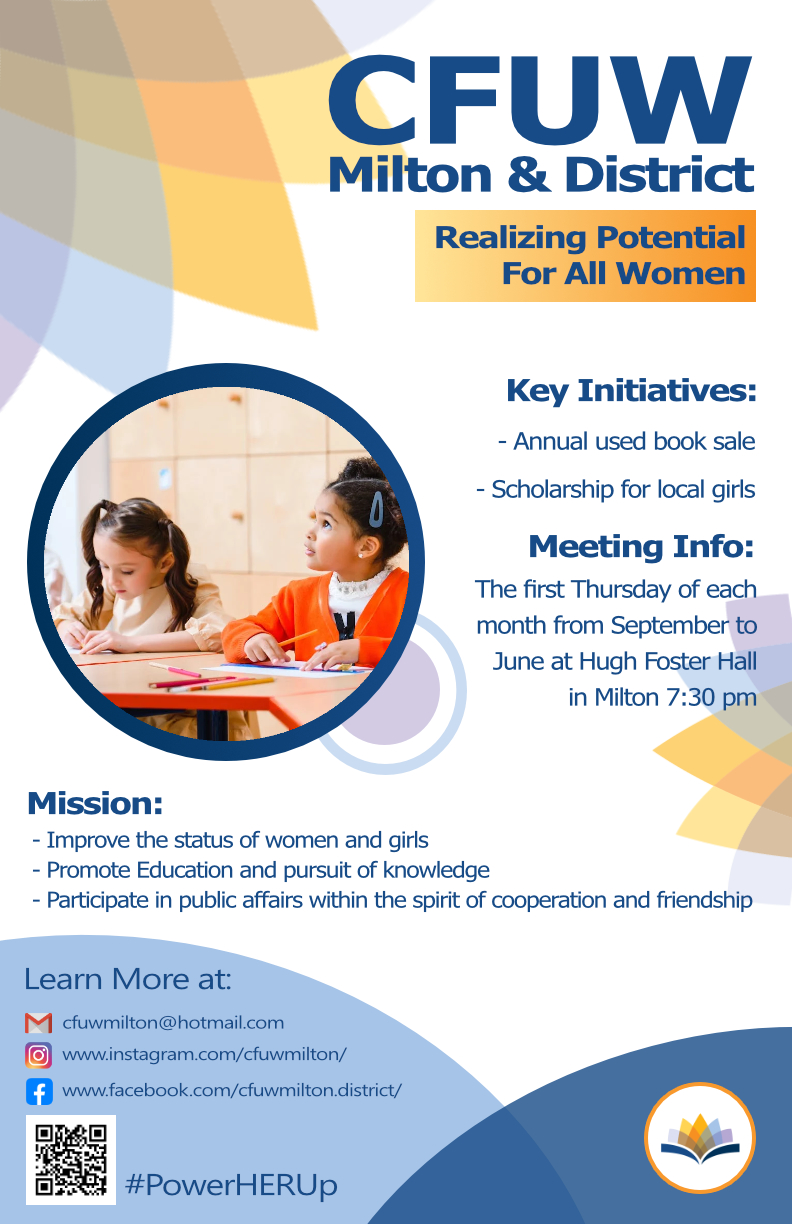 CFUW
Milton & District
Realizing Potential
For All Women
Key Initiatives:
- Annual used book sale
- Scholarship for local girls
Meeting Info:
The first Thursday of each
month from September to
June at Hugh Foster Hall
in Milton 7:30 pm
Mission:
- Improve the status of women and girls
- Promote Education and pursuit of knowledge
- Participate in public affairs within the spirit of cooperation and friendship
Learn More at:
cfuwmilton@hotmail.com
www.instagram.com/cfuwmilton/
www.facebook.com/cfuwmilton.district/
#PowerHERUp